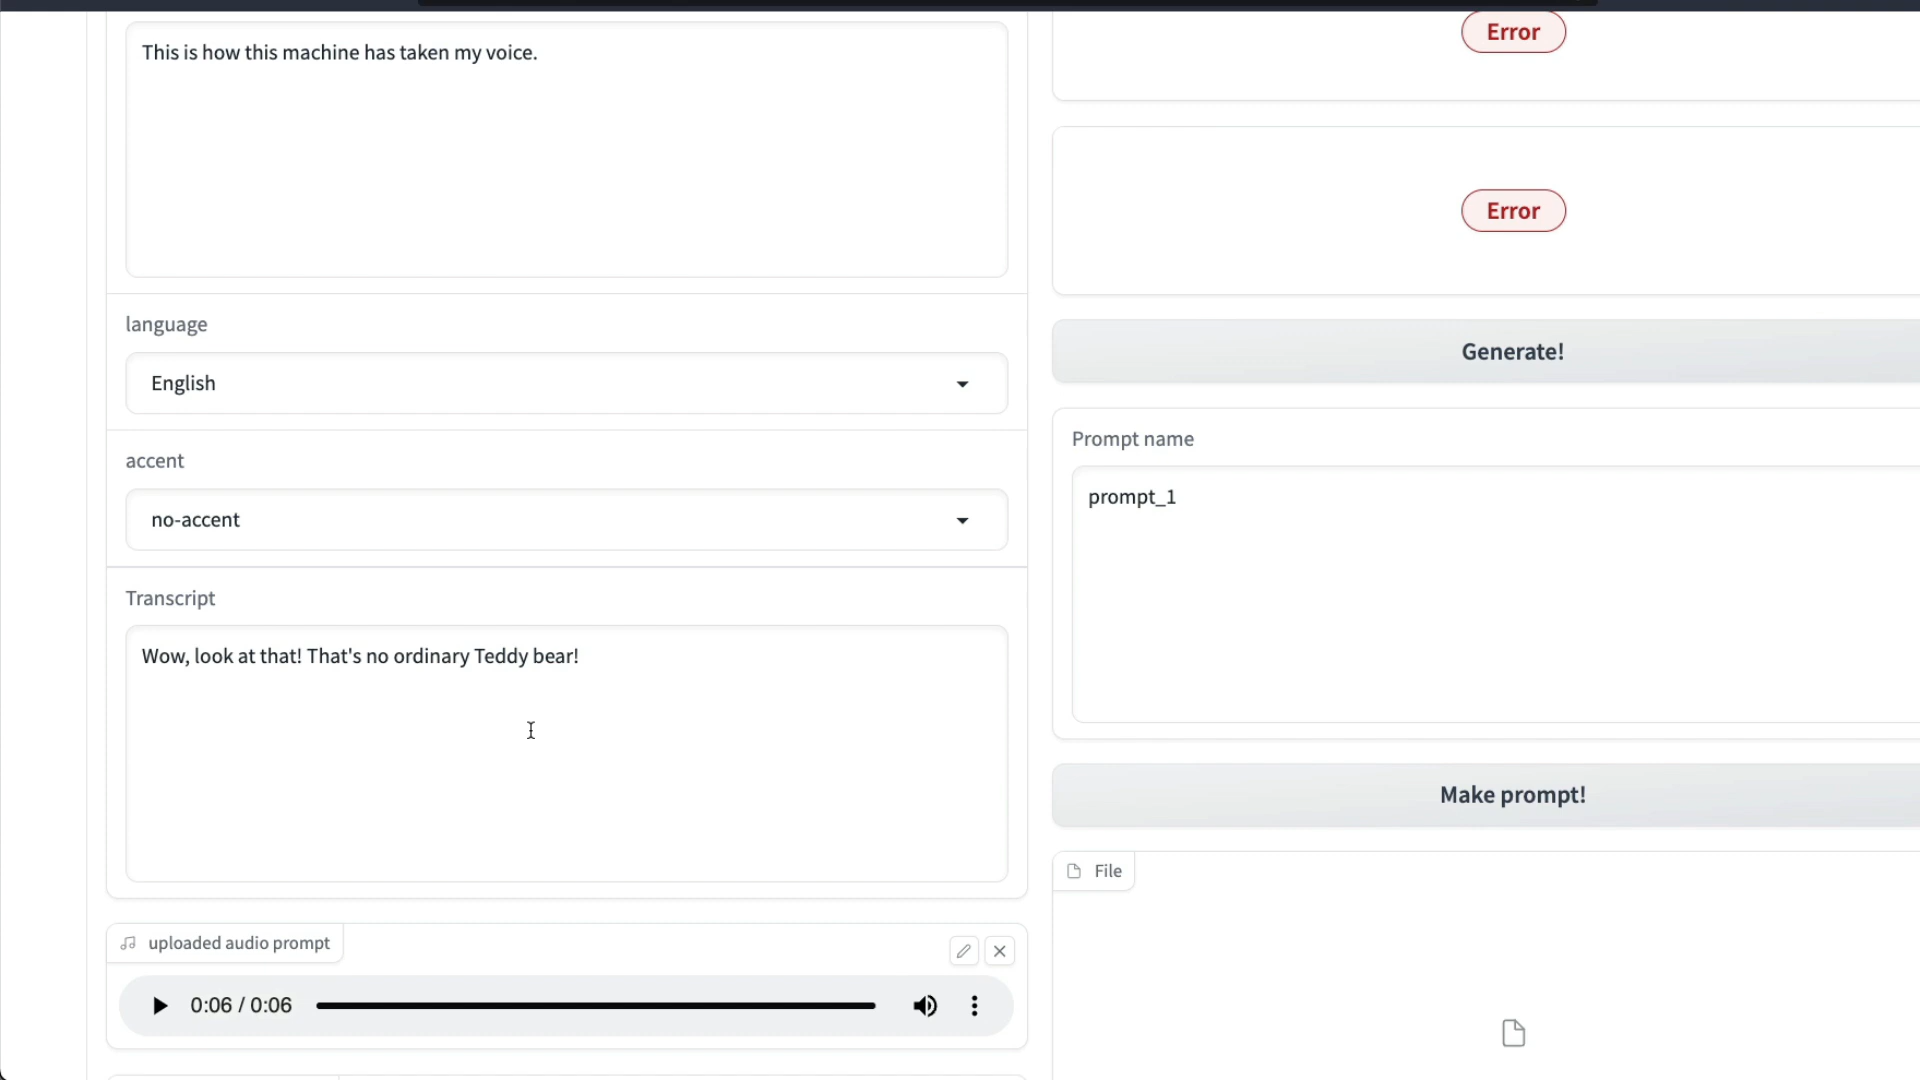 This is how this machine has taken my voice.
language
English
accent
no-accent
Transcript
Wow, look at that! That's no ordinary Teddy bear!
uploaded audio prompt
0:06 / 0:06
Error
Error
Generate!
Prompt name
prompt_1
Make prompt!
File